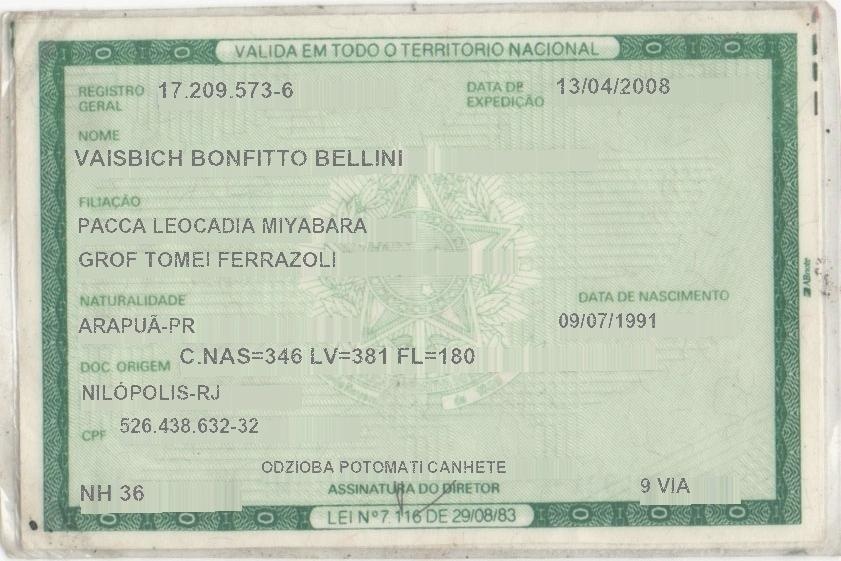 VALIDA EM TODO O TERRITORIO NACIONAL
REGISTRO GERAL 17.209.573-6 DATA DE EXPEDIÇÃO 13/04/2008
NOME
VAISBICH BONFITTO BELLINI
FILIAÇÃO
PACCA LEOCADIA MIYABARA
GROF TOMEI FERRAZOLI
NATURALIDADE DATA DE NASCIMENTO
ARAPUÃ-PR 09/07/1991
DOC. ORIGEM C.NAS=346 LV=381 FL=180
NILÓPOLIS-RJ
CPF 526.438.632-32
ODZIOBA POTOMATI CANHETE
NH 36 ASSINATURA DO DIRETOR 9 VIA
LEI Nº 7.116 DE 29/08/83
ABnote